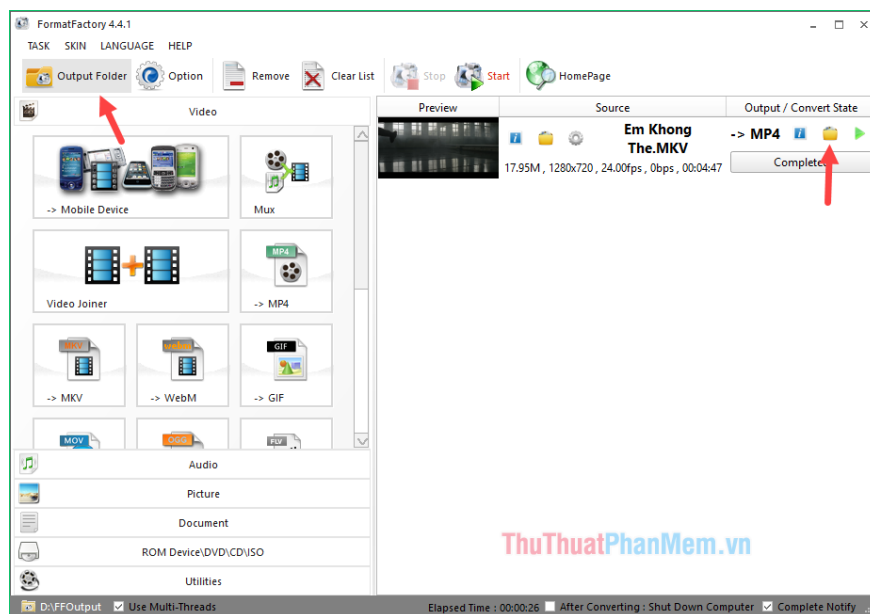 FormatFactory 4.4.1
TASK SKIN LANGUAGE HELP
Output Folder Option Remove Clear List Stop Start HomePage
Video
Preview Source Output / Convert State
-> Mobile Device
Mux
Em Khong
The.MKV
-> MP4
17.95M , 1280x720 , 24.00fps , 0bps , 00:04:47
Complete
MP4
Video Joiner
-> MP4
MKV
webm
GIF
-> MKV
-> WebM
-> GIF
MOV
OGG
FLV
Audio
Picture
Document
ROM Device\DVD\CD\ISO
Utilities
ThuThuatPhanMem.vn
D:\FFOutput Use Multi-Threads Elapsed Time : 00:00:26 After Converting : Shut Down Computer Complete Notify